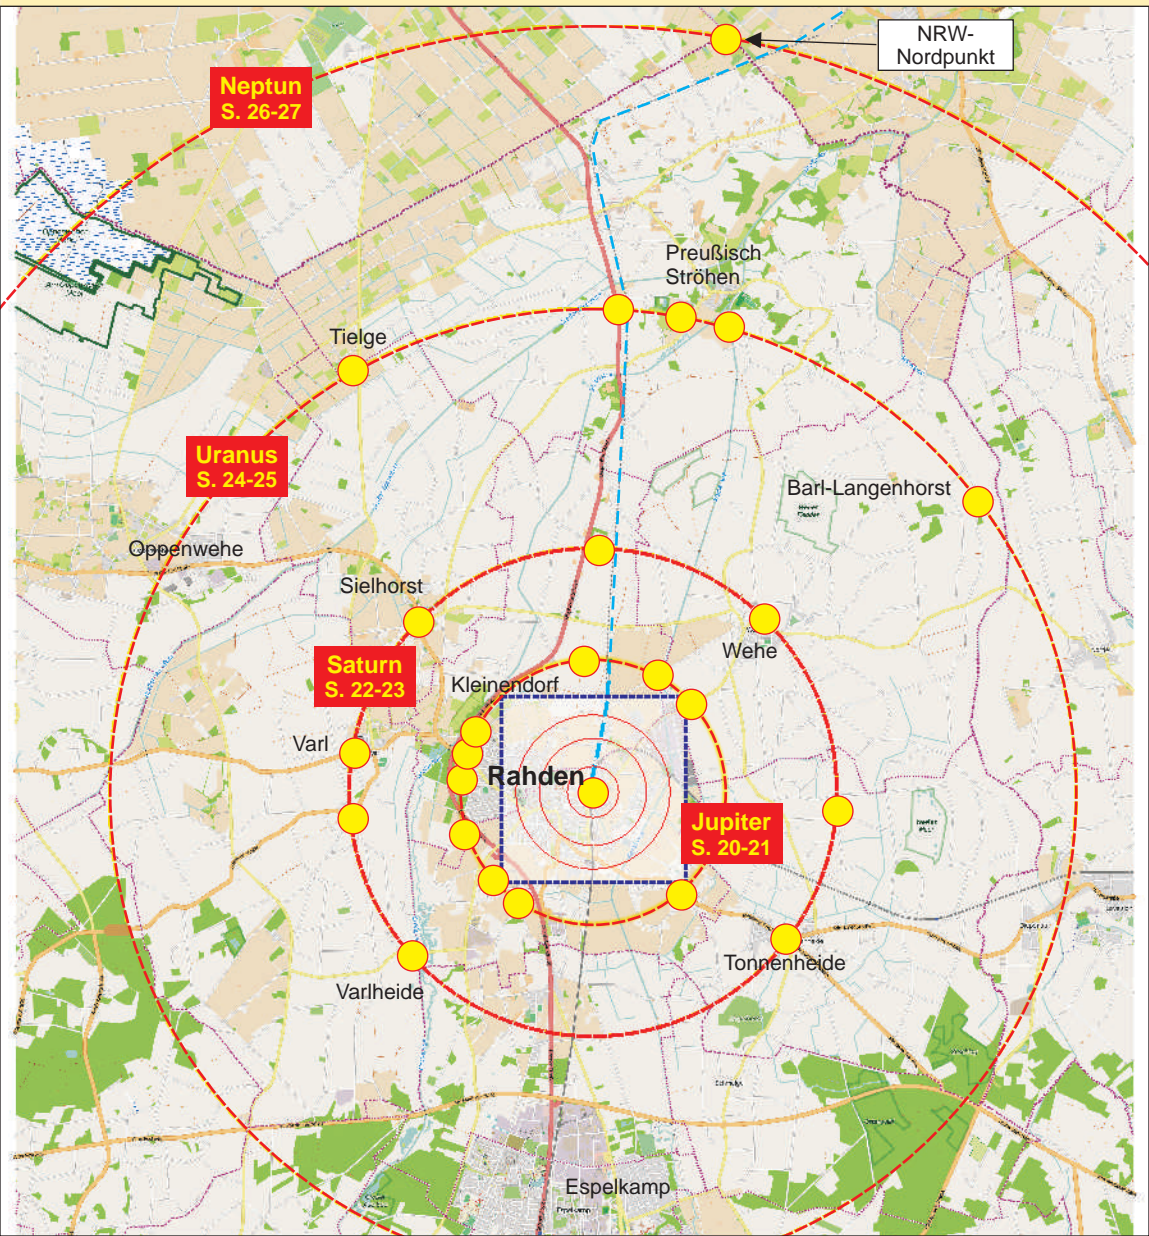 NRW-
Nordpunkt
Neptun
S. 26-27
Preußisch
Ströhen
Tielge
Uranus
S. 24-25
Barl-Langenhorst
Oppenwehe
Sielhorst
Wehe
Saturn
S. 22-23
Kleinendorf
Varl
Rahden
Jupiter
S. 20-21
Tonnenheide
Varlheide
Espelkamp
Espelkamp